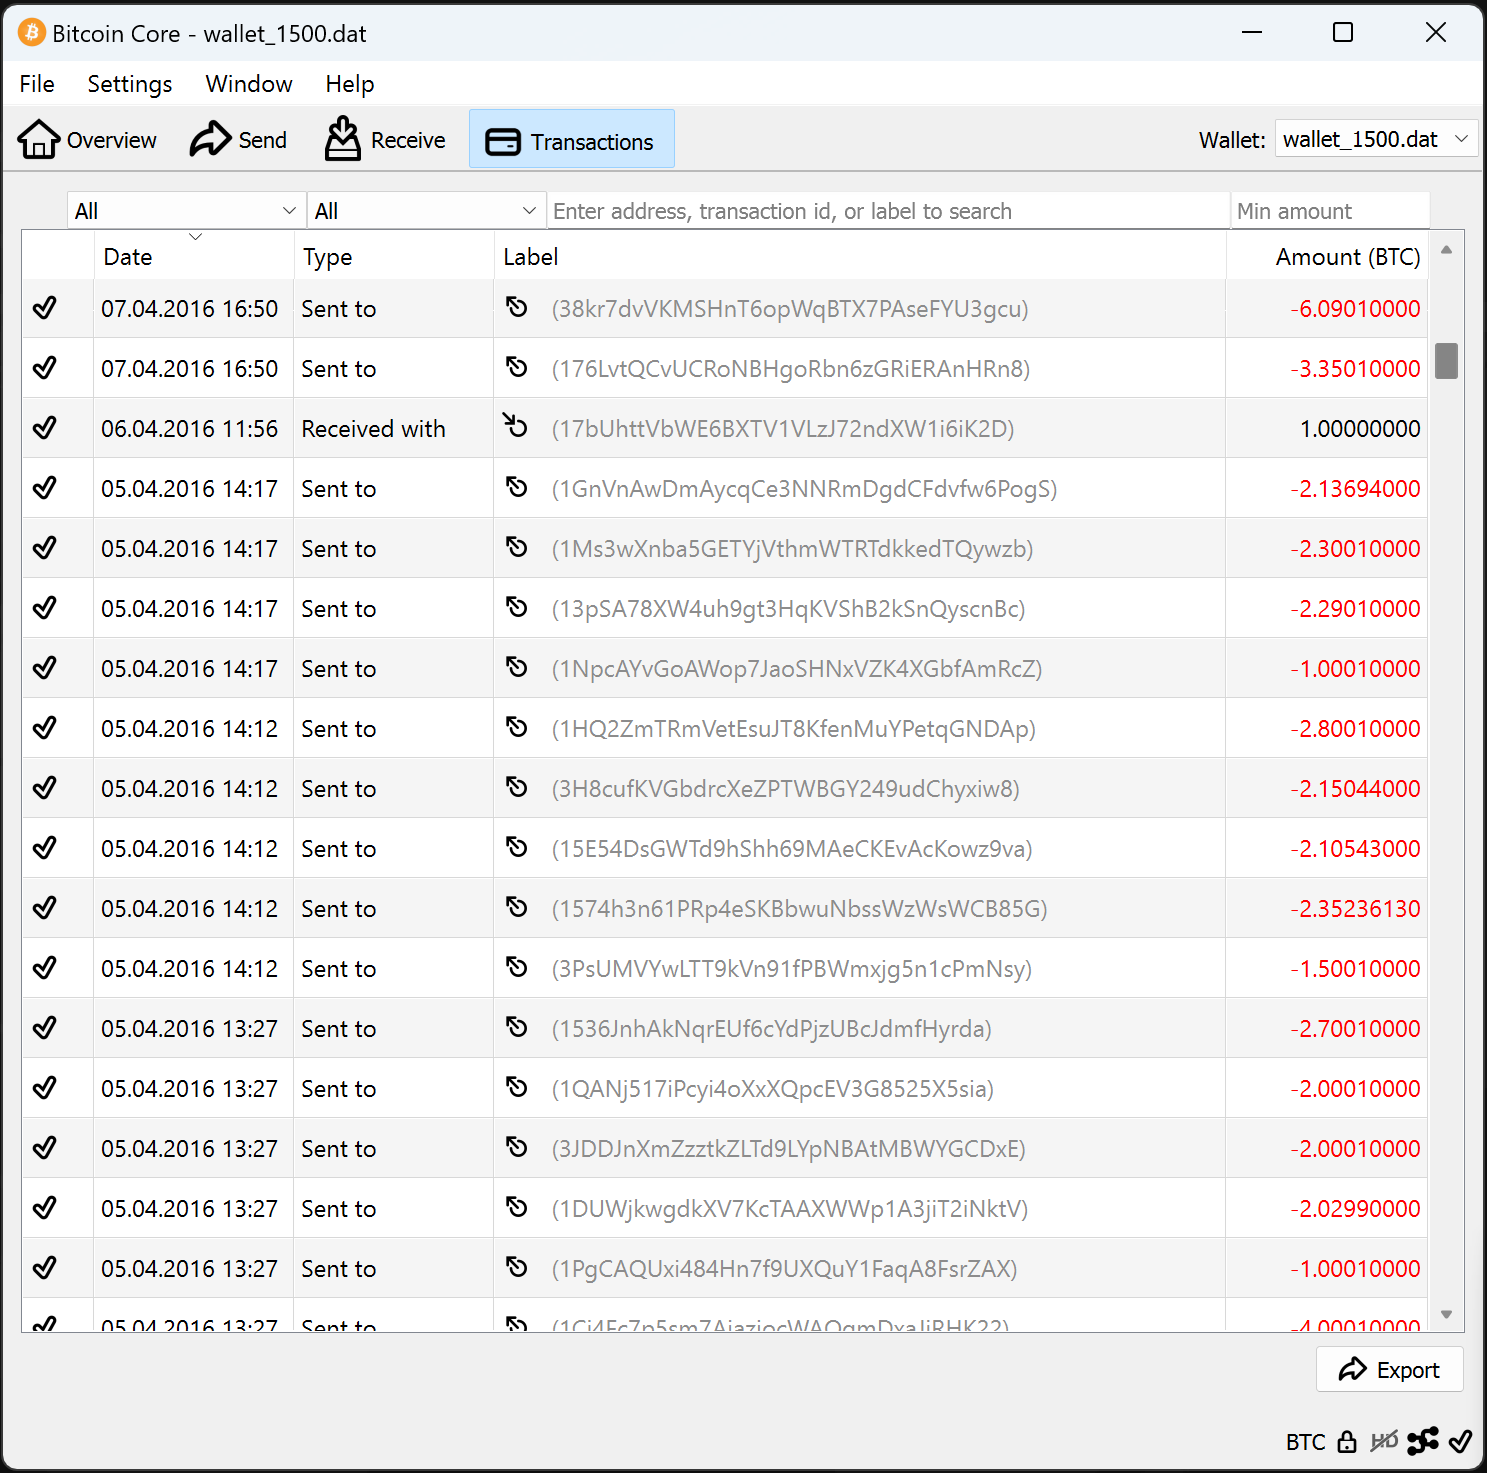 Bitcoin Core - wallet_1500.dat
File Settings Window Help
Overview Send Receive Transactions Wallet: wallet_1500.dat
All All Enter address, transaction id, or label to search Min amount
Date Type Label Amount (BTC)
07.04.2016 16:50 Sent to (38kr7dvVKMSHnT6opWqBTX7PAseFYU3gcu) -6.09010000
07.04.2016 16:50 Sent to (176LvtQCvUCRoNBHgoRbn6zGRiERAnHRn8) -3.35010000
06.04.2016 11:56 Received with (17bUhttVbWE6BXTV1VLzJ72ndXW1i6iK2D) 1.00000000
05.04.2016 14:17 Sent to (1GnVnAwDmAycqCe3NNRmDgdCFdvfw6PogS) -2.13694000
05.04.2016 14:17 Sent to (1Ms3wXnba5GETYjVthmWTRTdkkedTQywzb) -2.30010000
05.04.2016 14:17 Sent to (13pSA78XW4uh9gt3HqKVShB2kSnQyscnBc) -2.29010000
05.04.2016 14:17 Sent to (1NpcAYvGoAWop7JaoSHNxVZK4XGbfAmRcZ) -1.00010000
05.04.2016 14:12 Sent to (1HQ2ZmTRmVetEsuJT8KfenMuYPetqGNDAp) -2.80010000
05.04.2016 14:12 Sent to (3H8cufKVGbdrcXeZPTWBGY249udChyxiw8) -2.15044000
05.04.2016 14:12 Sent to (15E54DsGWTd9hShh69MAeCKEvAcKowz9va) -2.10543000
05.04.2016 14:12 Sent to (1574h3n61PRp4eSKBbwuNbssWzWsWCB85G) -2.35236130
05.04.2016 14:12 Sent to (3PsUMVYwLTT9kVn91fPBWmxjg5n1cPmNsy) -1.50010000
05.04.2016 13:27 Sent to (1536JnhAkNqrEUf6cYdPjzUBcJdmfHyrda) -2.70010000
05.04.2016 13:27 Sent to (1QANj517iPcyi4oXxXQpcEV3G8525X5sia) -2.00010000
05.04.2016 13:27 Sent to (3JDDJnXmZzztkZLTd9LYpNBAtMBWYGCDxE) -2.00010000
05.04.2016 13:27 Sent to (1DUWjkwgdkXV7KcTAAXWWp1A3jiT2iNktV) -2.02990000
05.04.2016 13:27 Sent to (1PgCAQUxi484Hn7f9UXQuY1FaqA8FsrZAX) -1.00010000
05.04.2016 13:27 Sent to -4.00010000
Export
BTC HD